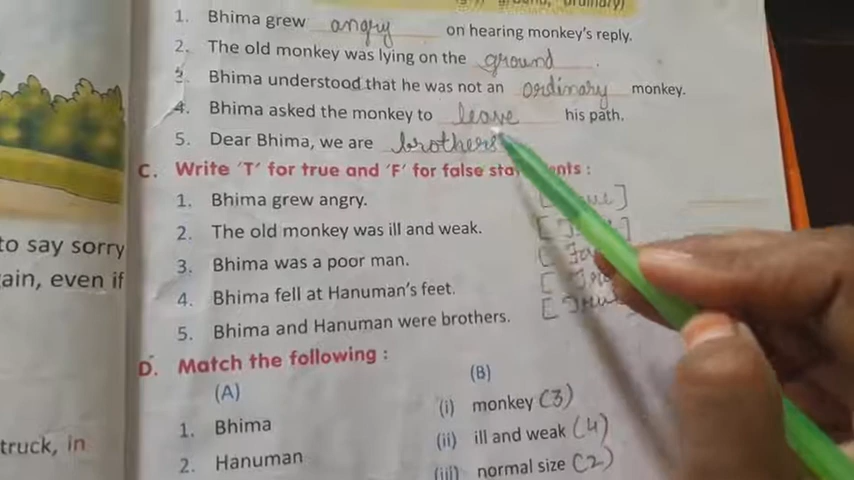 ordinary)
1. Bhima grew angry on hearing monkey's reply.
2. The old monkey was lying on the ground.
3. Bhima understood that he was not an ordinary monkey.
4. Bhima asked the monkey to leave his path.
5. Dear Bhima, we are brothers
C. Write 'T' for true and 'F' for false
1. Bhima grew angry.
2. The old monkey was ill and weak.
to say sorry
3. Bhima was a poor man.
ain, even if
4. Bhima fell at Hanuman's feet.
5. Bhima and Hanuman were brothers.
D. Match the following :
(A) (B)
1. Bhima (i) monkey (3)
(ii) ill and weak (4)
truck, in
2. Hanuman (iii) normal size (2)